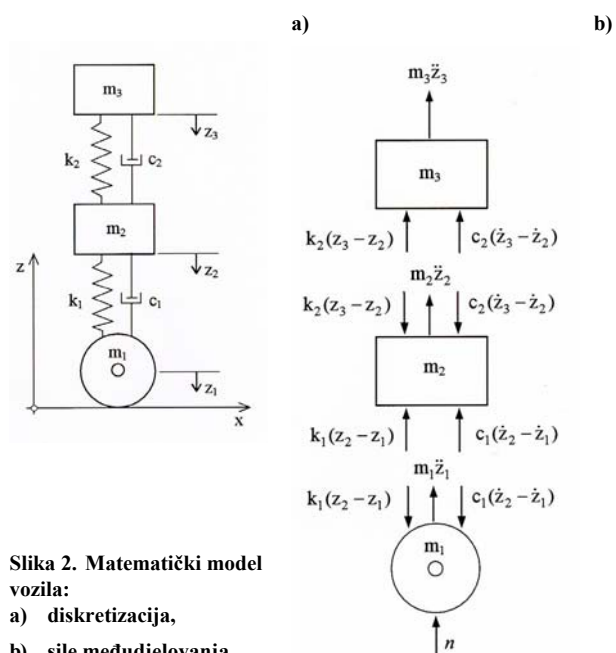 a)
b)
m₃
z₃
k₂
c₂
m₂
z
z₂
k₁
c₁
m₁
z₁
x
m₃z̈₃
m₃
k₂(z₃ − z₂)
c₂(ż₃ − ż₂)
m₂z̈₂
k₂(z₃ − z₂)
c₂(ż₃ − ż₂)
m₂
k₁(z₂ − z₁)
c₁(ż₂ − ż₁)
m₁z̈₁
k₁(z₂ − z₁)
c₁(ż₂ − ż₁)
m₁
n
Slika 2. Matematički model
vozila:
a) diskretizacija,
b) sile međudjelovanja